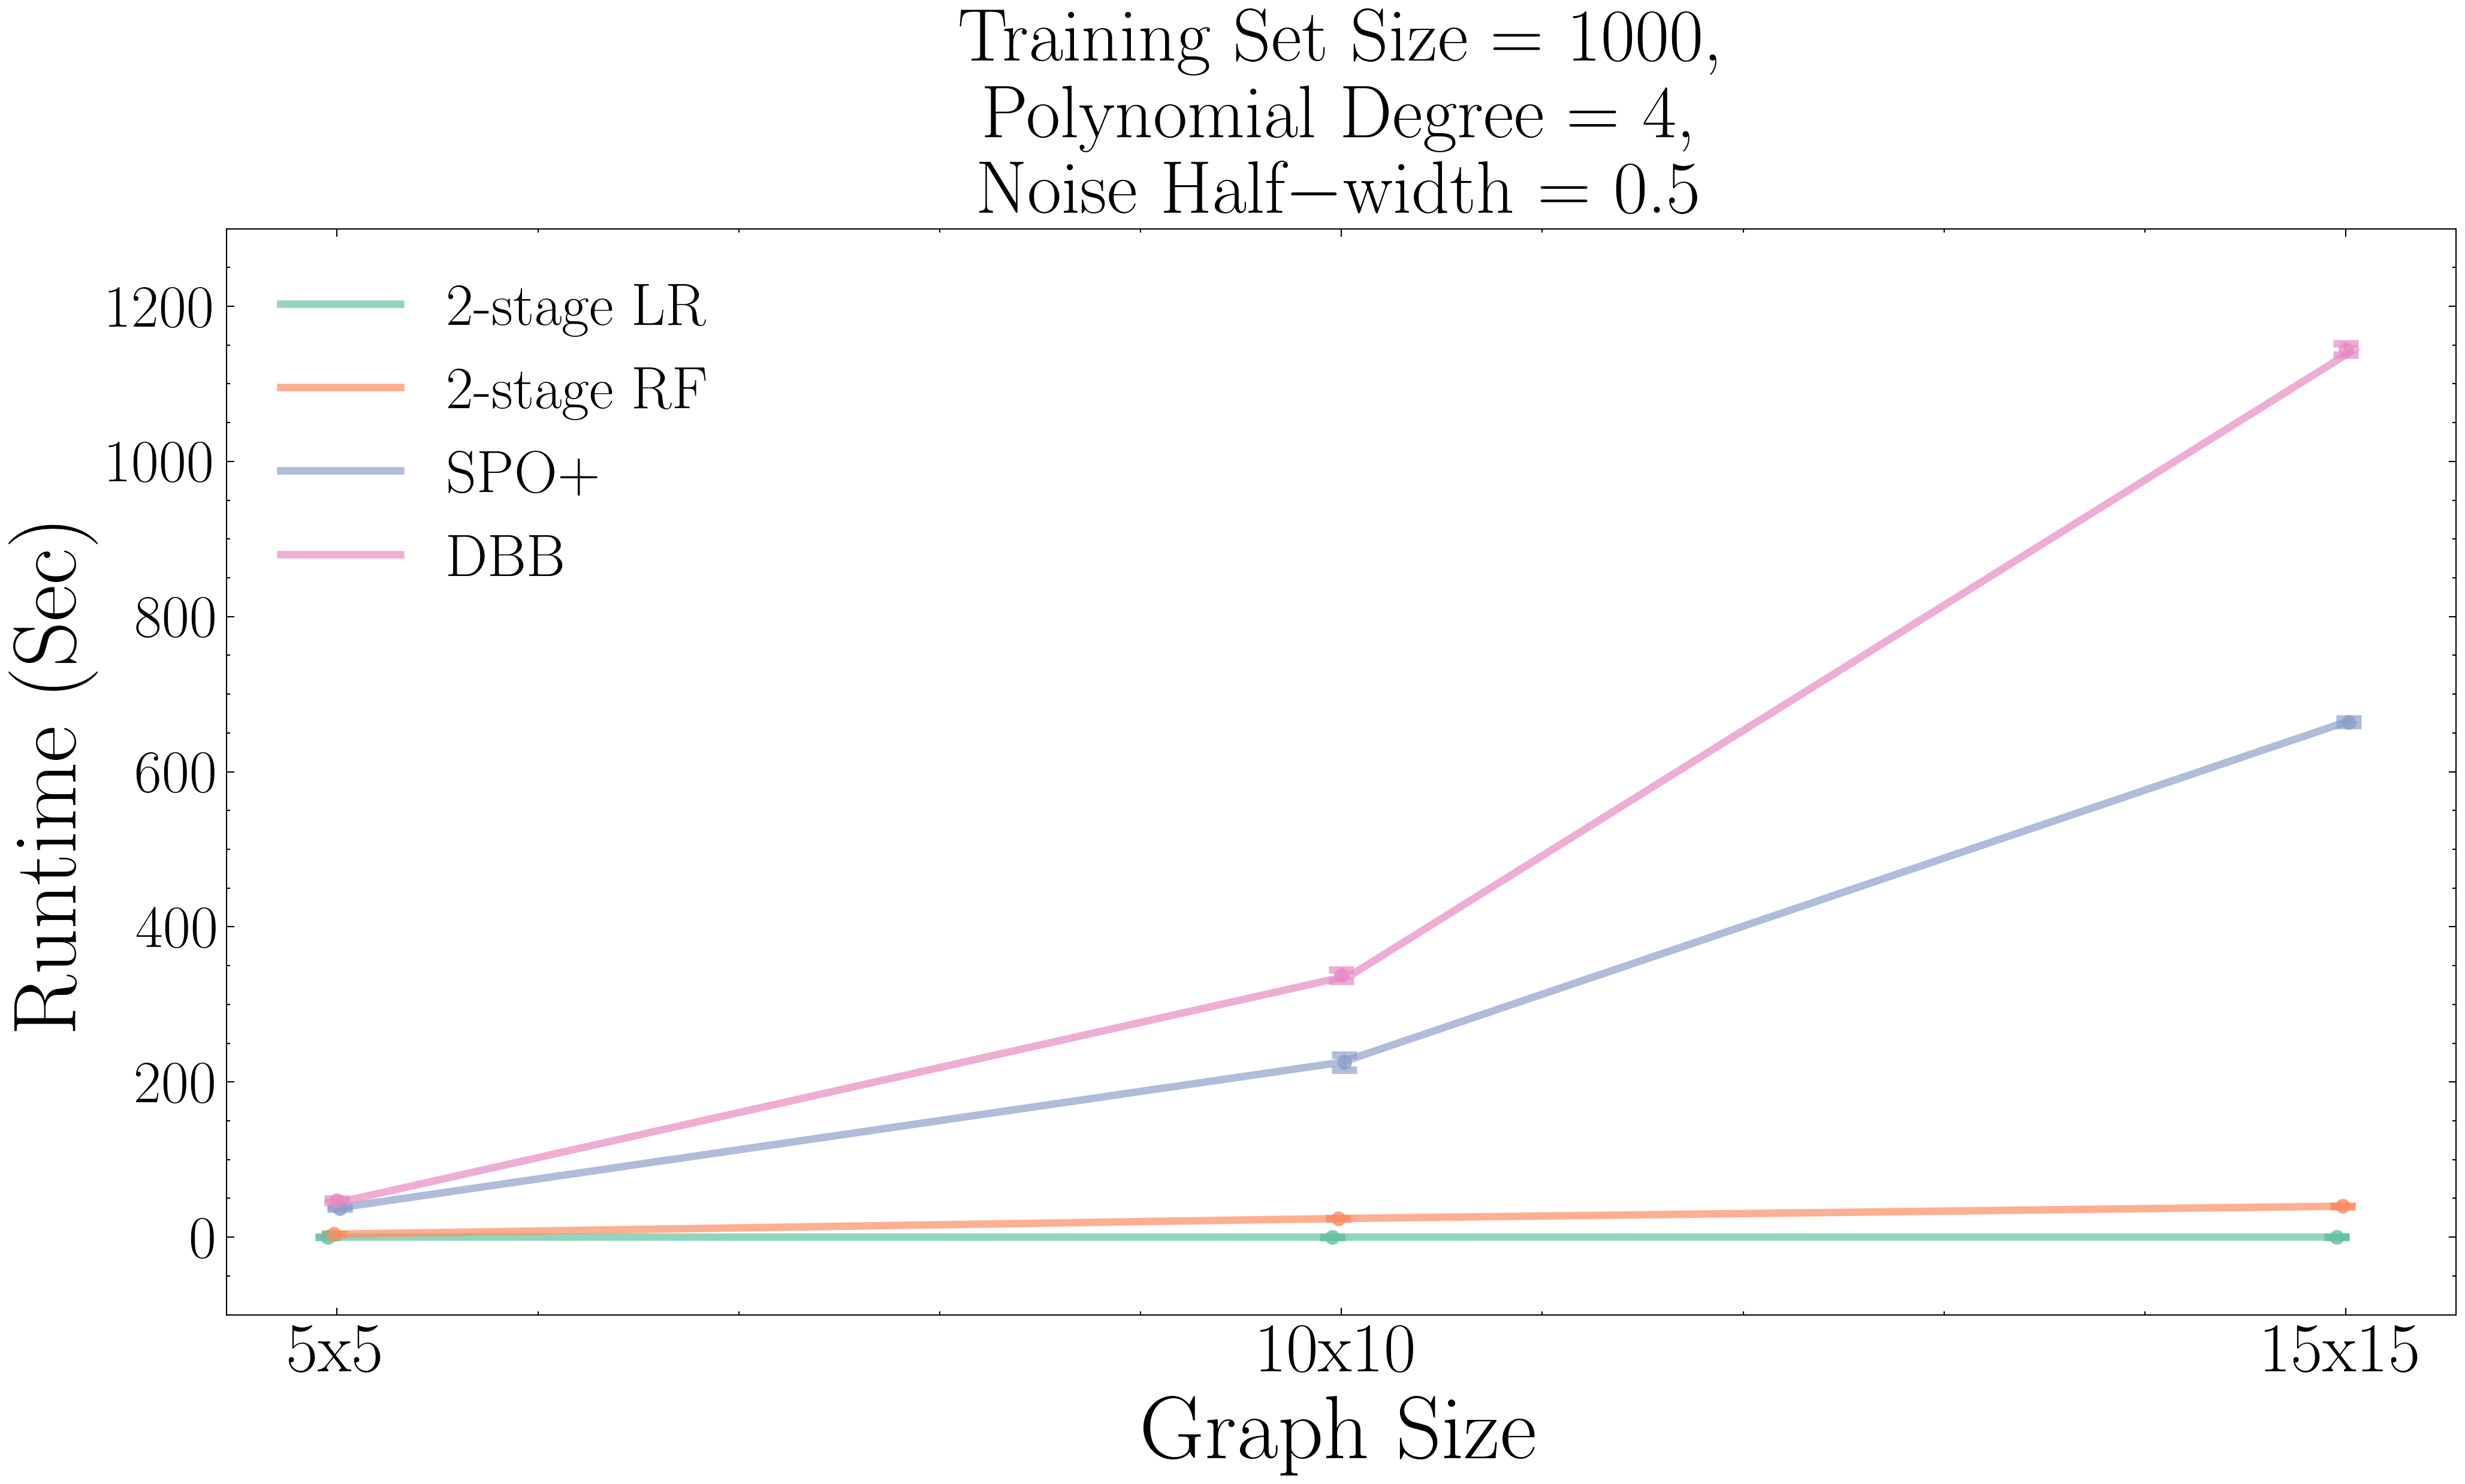 Training Set Size = 1000,
Polynomial Degree = 4,
Noise Half−width = 0.5
Runtime (Sec)
1200
1000
800
600
400
200
0
2-stage LR
2-stage RF
SPO+
DBB
5x5 10x10 15x15
Graph Size